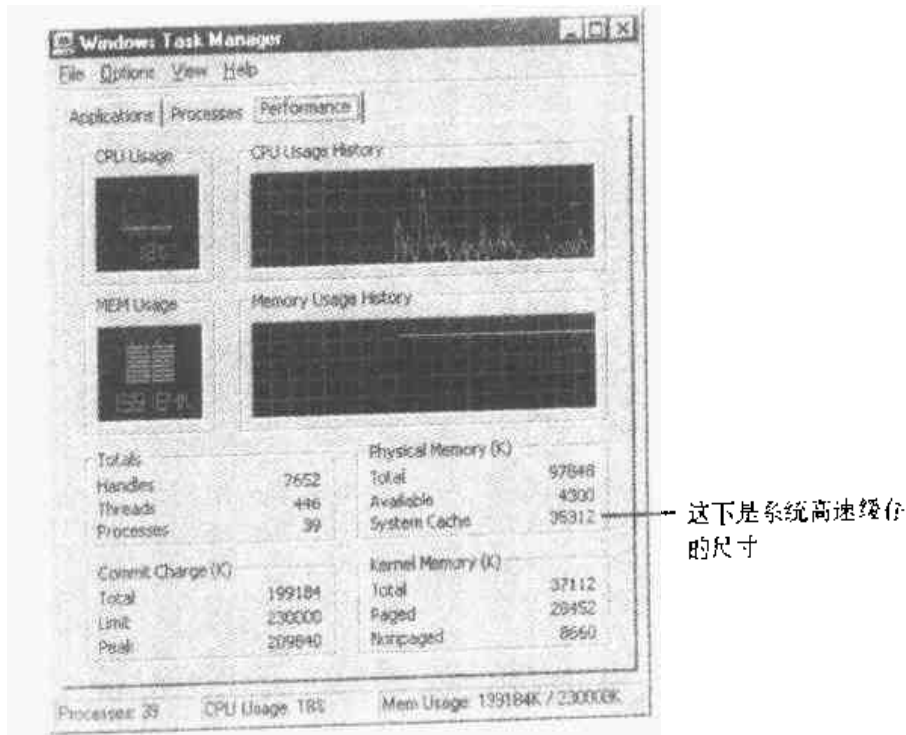 Windows Task Manager
File Options View Help
Applications Processes Performance
CPU Usage
CPU Usage History
18%
MEM Usage
Memory Usage History
199184K
Totals
Handles 7652
Threads 446
Processes 39
Physical Memory (K)
Total 97848
Available 4300
System Cache 35312
Commit Charge (K)
Total 199184
Limit 230000
Peak 209840
Kernel Memory (K)
Total 37112
Paged 28452
Nonpaged 8660
Processes: 39 CPU Usage: 18% Mem Usage: 199184K / 230000K
这不是系统高速缓存
的尺寸